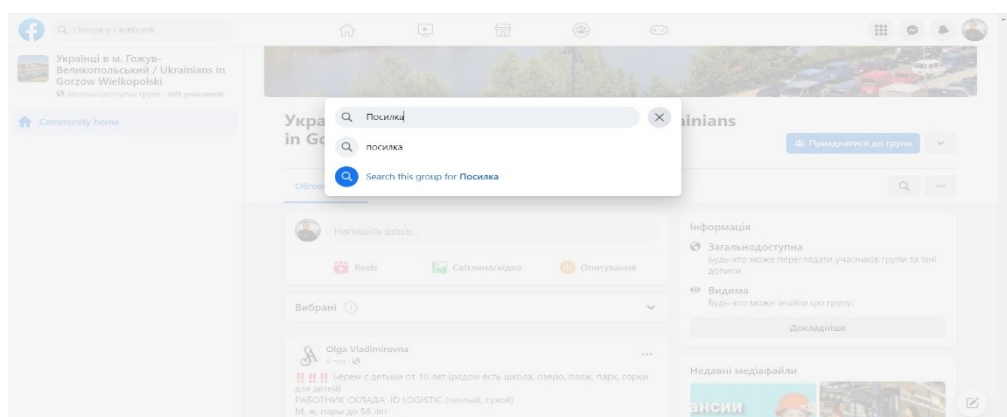 Пошук у Facebook
Українці в м. Гожув-
Великопольський / Ukrainians in
Gorzów Wielkopolski
Загальнодоступна група · 605 учасників
Community home
Посилка
посилка
Search this group for Посилка
Укра
in Go
ainians
Приєднатися до групи
Обгов
Напишіть щось...
Reels
Світлина/відео
Опитування
Вибрані
Olga Vladimirovna
6 год
Берем с детьми от 10 лет (рядом есть школа, озеро, пляж, парк, горки
для детей)
РАБОТНИК СКЛАДА ID LOGISTIC (теплый, сухой)
М, ж, пары до 58 лет
Інформація
Загальнодоступна
Будь-хто може переглядати учасників групи та їхні
дописи.
Видима
Будь-хто може знайти цю групу.
Докладніше
Недавні медіафайли
АНСИИ